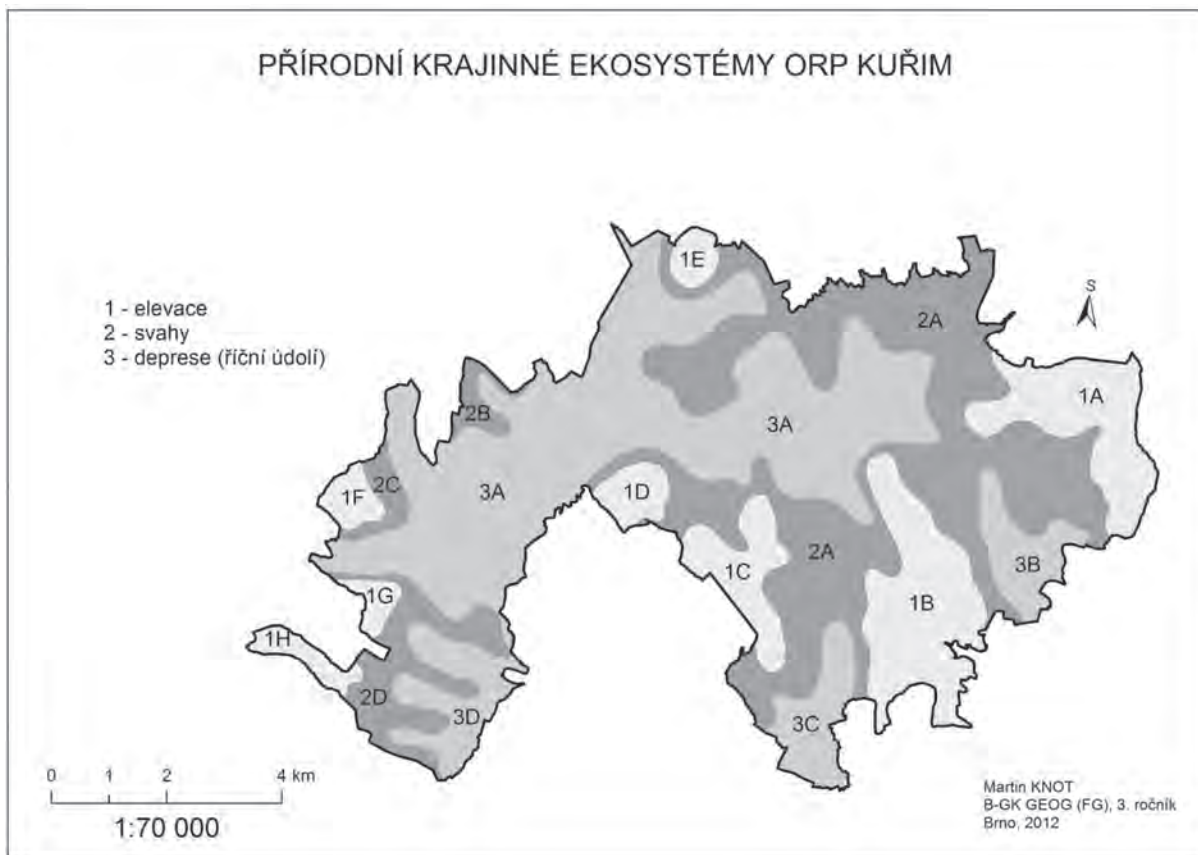 PŘÍRODNÍ KRAJINNÉ EKOSYSTÉMY ORP KUŘIM
1 - elevace
2 - svahy
3 - deprese (říční údolí)
S
1E
2A
1A
2B
3A
1F
2C
3A
1D
1C
2A
3B
1B
1G
1H
2D
3D
3C
0 1 2 4 km
1:70 000
Martin KNOT
B-GK GEOG (FG), 3. ročník
Brno, 2012